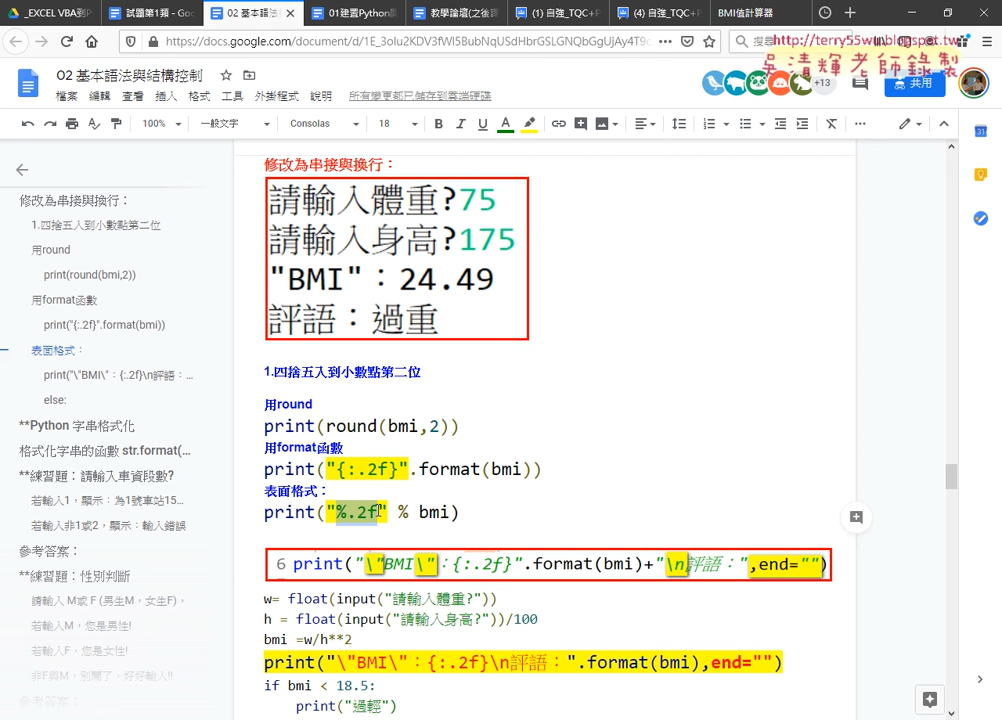 _EXCEL VBA到P
試題第1類 - Goo
02 基本語法
01建置Python
教學論壇(之後課
(1) 自強_TQC+P
(4) 自強_TQC+P
BMI值計算器
https://docs.google.com/document/d/1E_3olu2KDV3fWl5BubNqUSdHbrGSLGNQbGgUjAy4T9c
http://terry55wu.blogspot.tw
吳清輝老師錄製
02 基本語法與結構控制
檔案 編輯 查看 插入 格式 工具 外掛程式 說明 所有變更都已儲存到雲端硬碟
+13
共用
100% 一般文字 Consolas 18 B I U A
修改為串接與換行：
1.四捨五入到小數點第二位
用round
print(round(bmi,2))
用format函數
print("{:.2f}".format(bmi))
表面格式：
print("\"BMI\"：{:.2f}\n評語：...
else:
**Python 字串格式化
格式化字串的函數 str.format(...
**練習題：請輸入車資段數?
若輸入1，顯示：為1號車站15...
若輸入非1或2，顯示：輸入錯誤
參考答案：
**練習題：性別判斷
請輸入 M或 F (男生M，女生F)，
若輸入M，您是男性!
若輸入F，您是女性!
非F與M，別鬧了，好好輸入!!
參考答案：
修改為串接與換行：
請輸入體重?75
請輸入身高?175
"BMI"：24.49
評語：過重
1.四捨五入到小數點第二位
用round
print(round(bmi,2))
用format函數
print("{:.2f}".format(bmi))
表面格式：
print("%.2f" % bmi)
6 print("\"BMI\"：{:.2f}".format(bmi)+"\n評語：",end="")
w= float(input("請輸入體重?"))
h = float(input("請輸入身高?"))/100
bmi =w/h**2
print("\"BMI\"：{:.2f}\n評語：".format(bmi),end="")
if bmi < 18.5:
print("過輕")